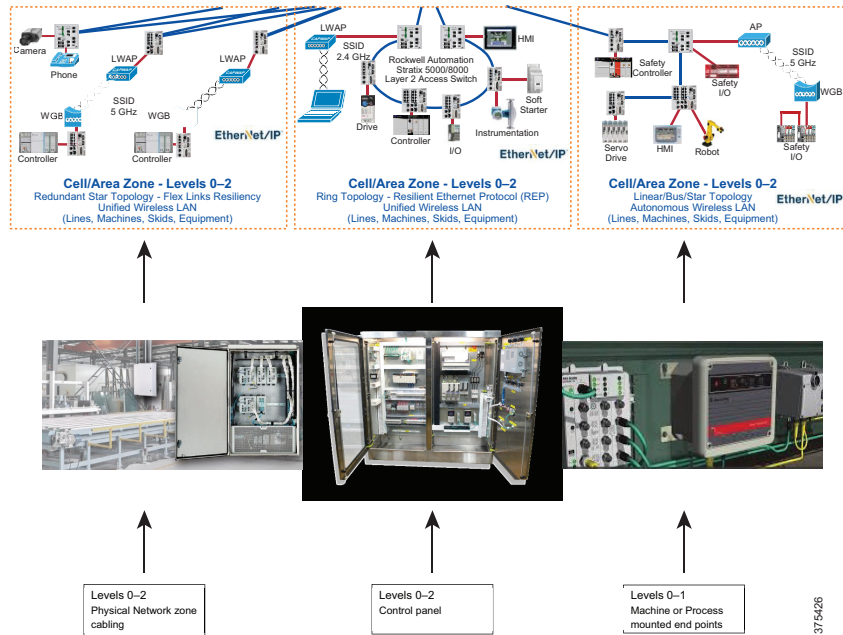 Camera
Phone
LWAP
LWAP
SSID
5 GHz
WGB
WGB
Controller
Controller
EtherNet/IP
Cell/Area Zone - Levels 0–2
Redundant Star Topology - Flex Links Resiliency
Unified Wireless LAN
(Lines, Machines, Skids, Equipment)
LWAP
SSID
2.4 GHz
HMI
Rockwell Automation
Stratix 5000/8000
Layer 2 Access Switch
Soft
Starter
Drive
Controller
I/O
Instrumentation
EtherNet/IP
Cell/Area Zone - Levels 0–2
Ring Topology - Resilient Ethernet Protocol (REP)
Unified Wireless LAN
(Lines, Machines, Skids, Equipment)
AP
SSID
5 GHz
WGB
Safety
Controller
Safety
I/O
Servo
Drive
HMI
Robot
Safety
I/O
Cell/Area Zone - Levels 0–2
Linear/Bus/Star Topology
Autonomous Wireless LAN
(Lines, Machines, Skids, Equipment)
EtherNet/IP
Levels 0–2
Physical Network zone
cabling
Levels 0–2
Control panel
Levels 0–1
Machine or Process
mounted end points
375426